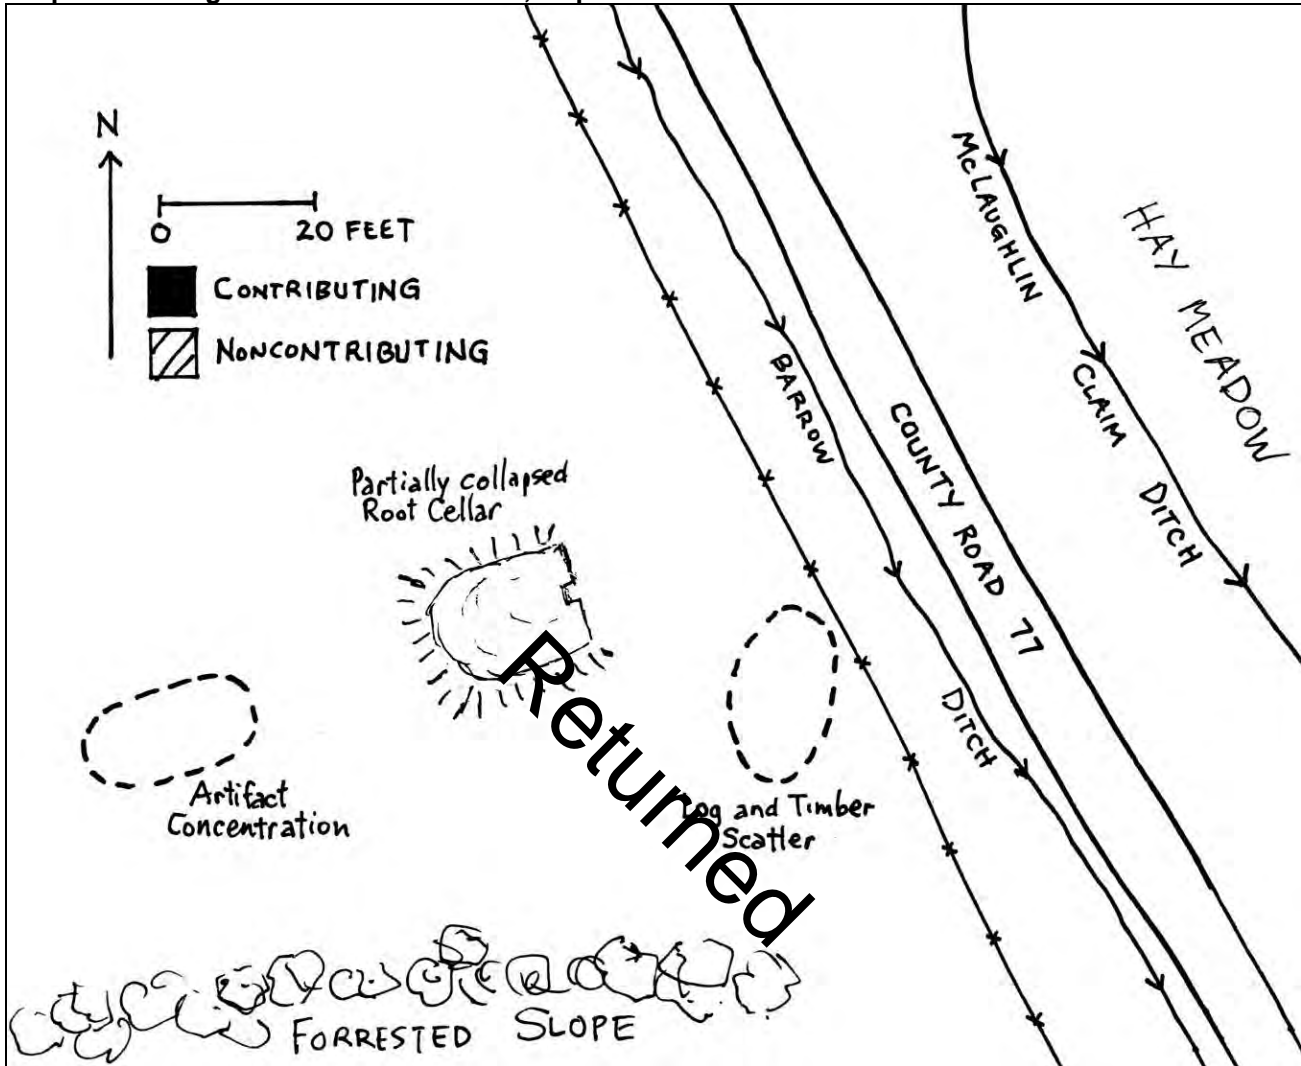 N
0 20 FEET
CONTRIBUTING
NONCONTRIBUTING
McLAUGHLIN CLAIM DITCH
HAY MEADOW
BARROW DITCH
COUNTY ROAD 77
Partially collapsed
Root Cellar
Returned
Artifact
Concentration
Log and Timber
Scatter
FORRESTED SLOPE